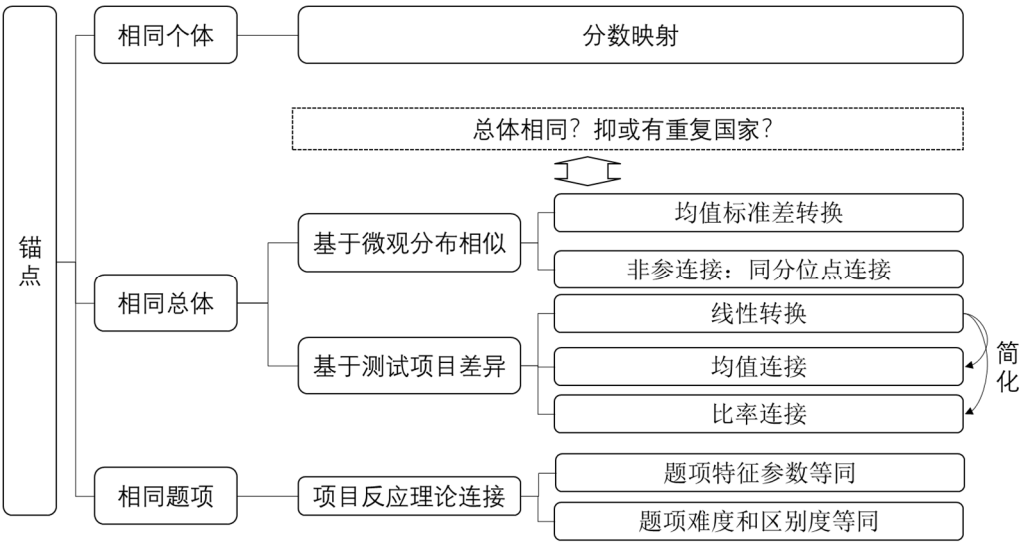 锚点
相同个体
分数映射
总体相同？抑或有重复国家？
相同总体
基于微观分布相似
均值标准差转换
非参连接：同分位点连接
基于测试项目差异
线性转换
均值连接
比率连接
简化
相同题项
项目反应理论连接
题项特征参数等同
题项难度和区别度等同